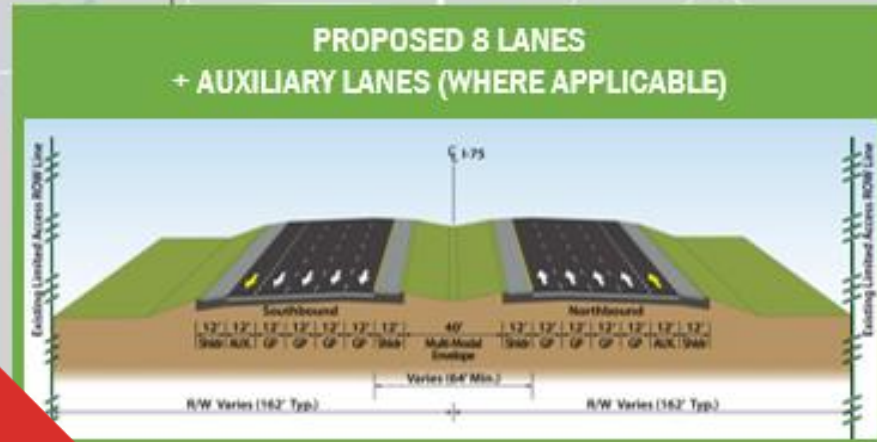 PROPOSED 8 LANES
+ AUXILIARY LANES (WHERE APPLICABLE)
Existing Limited Access ROW Line
℄ I-75
Existing Limited Access ROW Line
Southbound
Northbound
12' 12' 12' 12' 12' 12' 12' 40' 12' 12' 12' 12' 12' 12' 12'
Shldr AUX. GP GP GP GP Shldr Multi-Modal Shldr GP GP GP GP AUX. Shldr
Envelope
Varies (64' Min.)
R/W Varies (162' Typ.)
R/W Varies (162' Typ.)